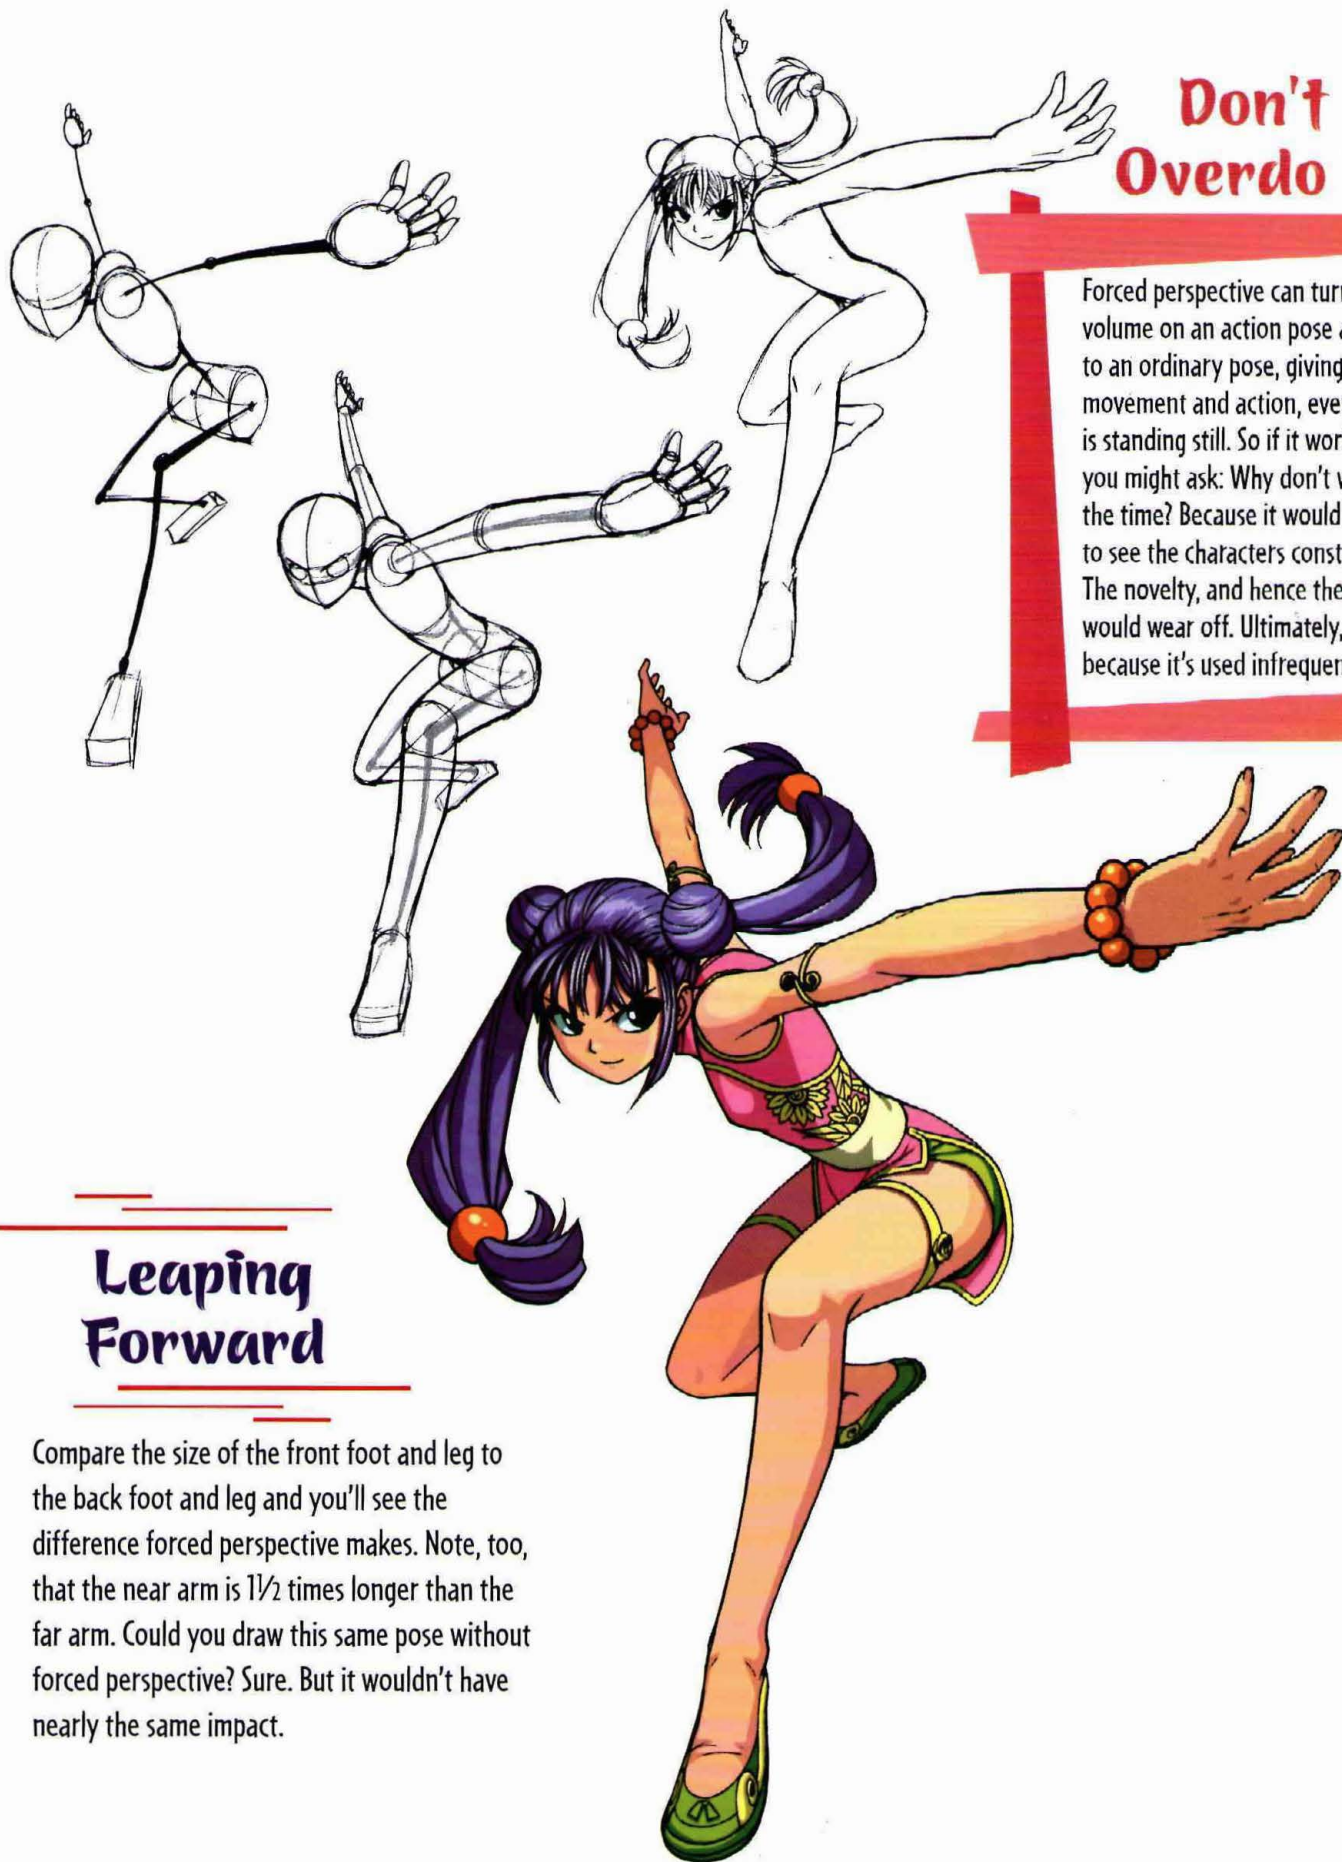 Don't
Overdo
Forced perspective can turn
volume on an action pose
to an ordinary pose, giving
movement and action,
is standing still. So if it
you might ask: Why don't
the time? Because it would
to see the characters
The novelty, and hence the
would wear off. Ultimately,
because it's used
Leaping
Forward
Compare the size of the front foot and leg to
the back foot and leg and you'll see the
difference forced perspective makes. Note, too,
that the near arm is 1½ times longer than the
far arm. Could you draw this same pose without
forced perspective? Sure. But it wouldn't have
nearly the same impact.